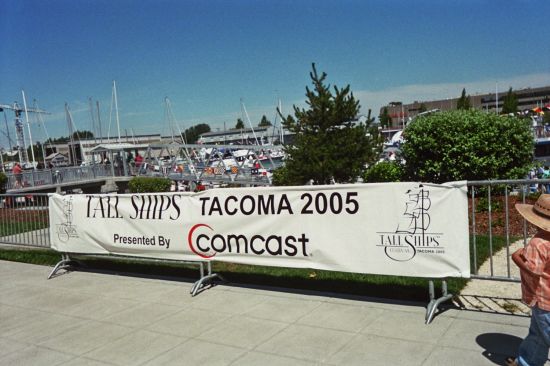 TALL SHIPS TACOMA 2005
Presented By comcast
TALL SHIPS
TACOMA 2005